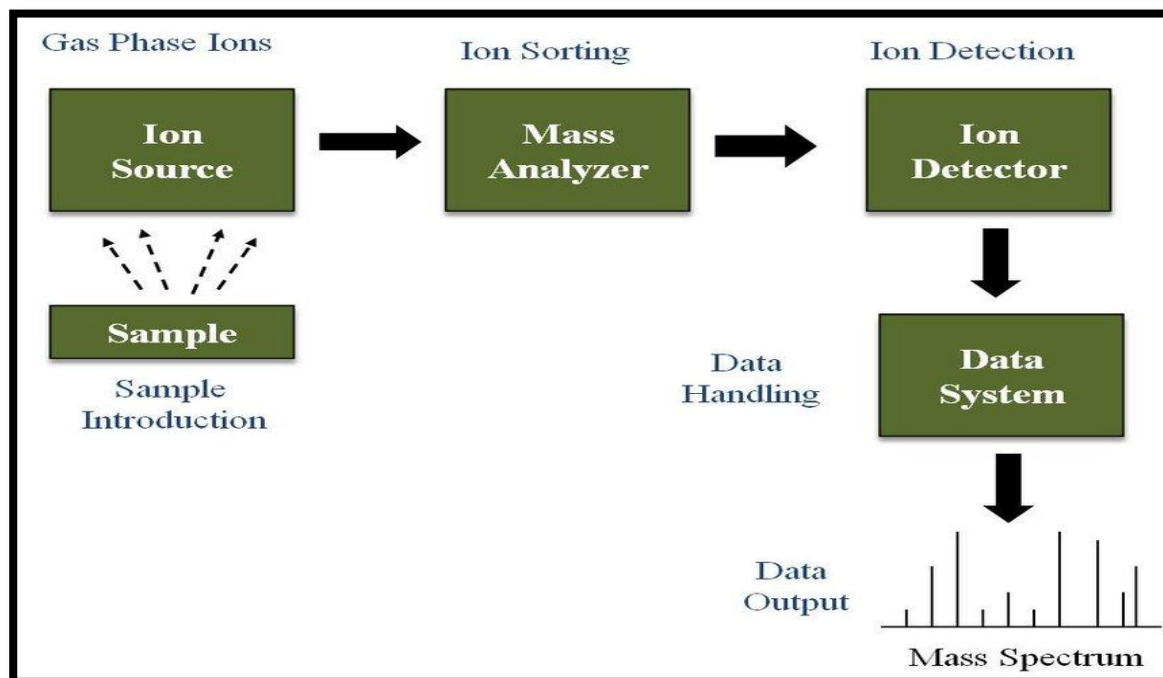 Gas Phase Ions
Ion Sorting
Ion Detection
Ion
Source
Mass
Analyzer
Ion
Detector
Sample
Sample
Introduction
Data
Handling
Data
System
Data
Output
Mass Spectrum